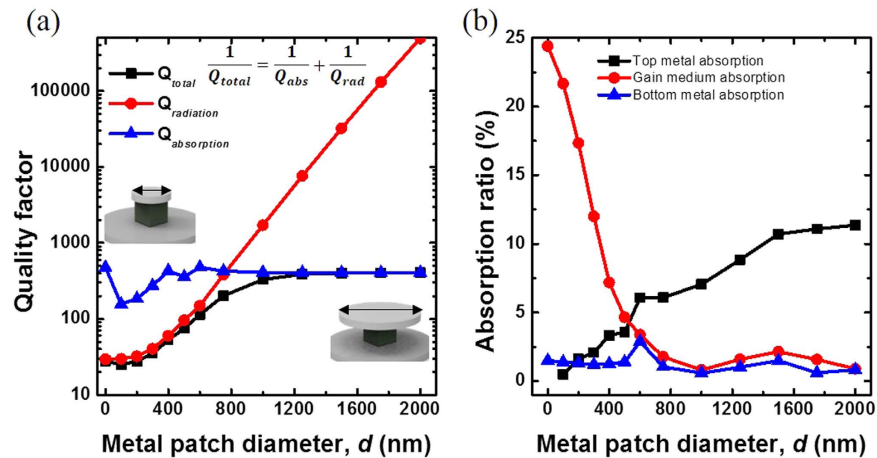 (a)
Q_total
Q_radiation
Q_absorption
1/Q_total = 1/Q_abs + 1/Q_rad
100000
10000
1000
100
10
Quality factor
0 400 800 1200 1600 2000
Metal patch diameter, d (nm)
(b)
Top metal absorption
Gain medium absorption
Bottom metal absorption
25
20
15
10
5
0
Absorption ratio (%)
0 400 800 1200 1600 2000
Metal patch diameter, d (nm)